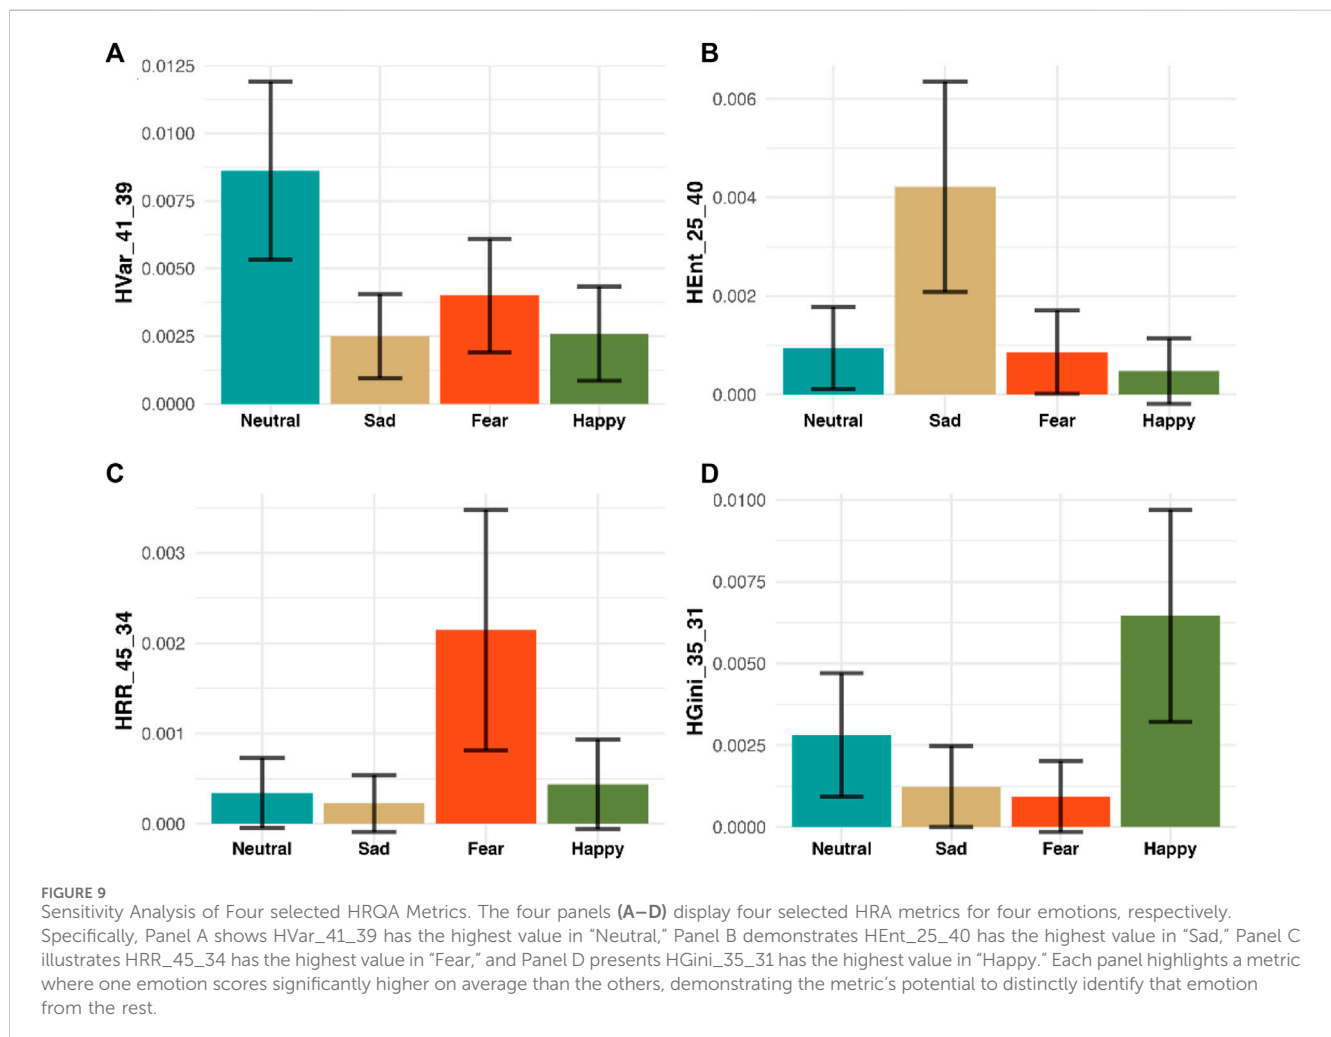 A
0.0125
0.0100
0.0075
0.0050
0.0025
0.0000
HVar_41_39
Neutral Sad Fear Happy
B
0.006
0.004
0.002
0.000
HEnt_25_40
Neutral Sad Fear Happy
C
0.003
0.002
0.001
0.000
HRR_45_34
Neutral Sad Fear Happy
D
0.0100
0.0075
0.0050
0.0025
0.0000
HGini_35_31
Neutral Sad Fear Happy
FIGURE 9
Sensitivity Analysis of Four selected HRQA Metrics. The four panels (A–D) display four selected HRA metrics for four emotions, respectively.
Specifically, Panel A shows HVar_41_39 has the highest value in “Neutral,” Panel B demonstrates HEnt_25_40 has the highest value in “Sad,” Panel C
illustrates HRR_45_34 has the highest value in “Fear,” and Panel D presents HGini_35_31 has the highest value in “Happy.” Each panel highlights a metric
where one emotion scores significantly higher on average than the others, demonstrating the metric’s potential to distinctly identify that emotion
from the rest.